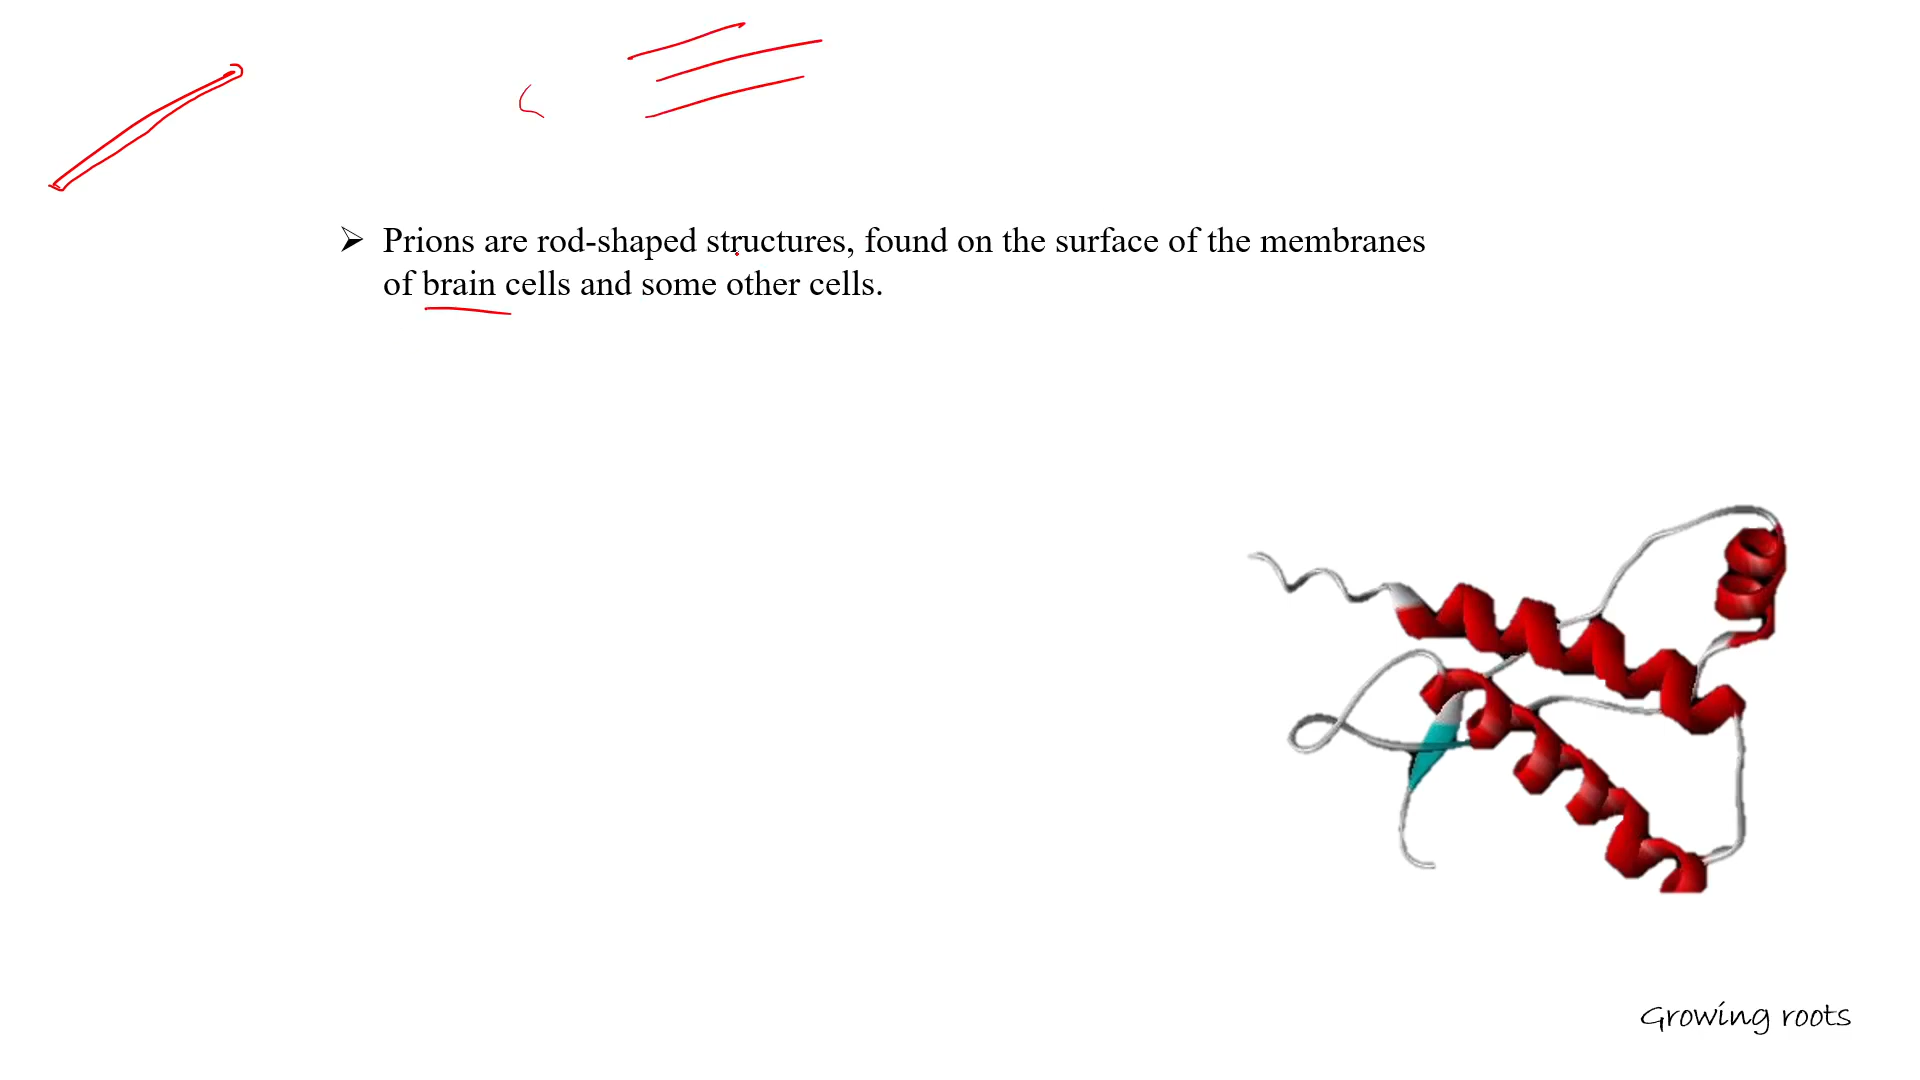 ➢ Prions are rod-shaped structures, found on the surface of the membranes
of brain cells and some other cells.
Growing roots